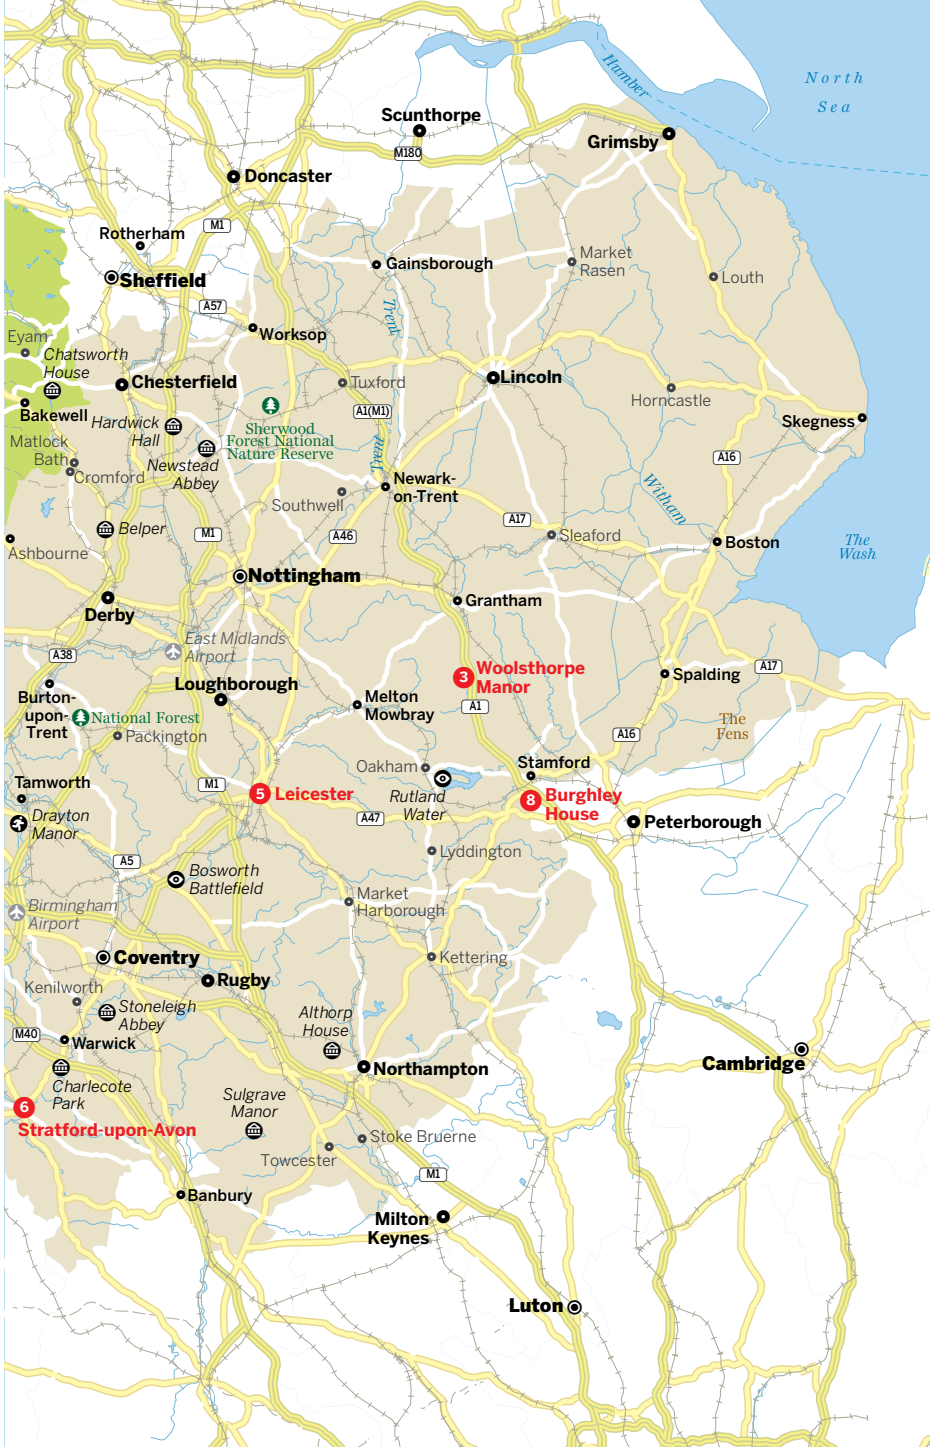 North
Sea
Humber
Scunthorpe
Grimsby
M180
Doncaster
M1
Rotherham
Sheffield
Gainsborough
Market
Rasen
Louth
A57
Trent
Worksop
Eyam
Chatsworth
House
Chesterfield
Tuxford
Lincoln
Horncastle
Bakewell
Hardwick
Hall
A1(M1)
Skegness
Sherwood
Forest National
Nature Reserve
Matlock
Bath
Trent
A16
Newstead
Abbey
Cromford
Newark-
on-Trent
Witham
Southwell
Belper
M1
A46
A17
Sleaford
Boston
The
Wash
Ashbourne
Nottingham
Grantham
Derby
East Midlands
Airport
A38
3
Woolsthorpe
Manor
A17
Spalding
Burton-
upon-
Trent
Loughborough
Melton
Mowbray
A1
National Forest
Packington
The
Fens
A16
Oakham
Stamford
Tamworth
M1
5
Leicester
Rutland
Water
8
Burghley
House
Drayton
Manor
A47
Peterborough
A5
Lyddington
Bosworth
Battlefield
Market
Harborough
Birmingham
Airport
Coventry
Kettering
Rugby
Kenilworth
Stoneleigh
Abbey
Althorp
House
M40
Warwick
Cambridge
Northampton
Charlecote
Park
Sulgrave
Manor
6
Stratford-upon-Avon
Stoke Bruerne
Towcester
M1
Banbury
Milton
Keynes
Luton